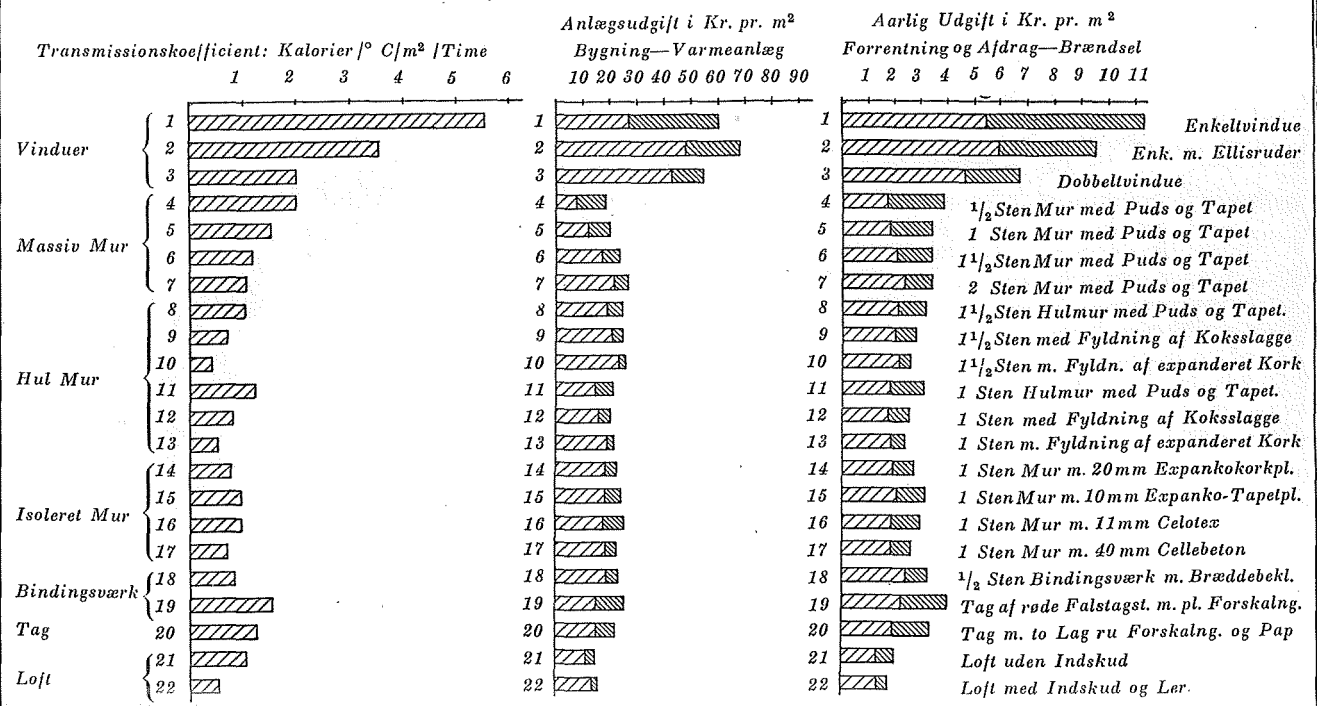 Transmissionskoefficient: Kalorier/° C/m² /Time
1 2 3 4 5 6
Anlægsudgift i Kr. pr. m²
Bygning—Varmeanlæg
10 20 30 40 50 60 70 80 90
Aarlig Udgift i Kr. pr. m²
Forrentning og Afdrag—Brændsel
1 2 3 4 5 6 7 8 9 10 11
Vinduer
1 1 1 Enkeltvindue
2 2 2 Enk. m. Ellisruder
3 3 3 Dobbeltvindue
Massiv Mur
4 4 4 ¹/₂ Sten Mur med Puds og Tapet
5 5 5 1 Sten Mur med Puds og Tapet
6 6 6 1¹/₂ Sten Mur med Puds og Tapet
7 7 7 2 Sten Mur med Puds og Tapet
Hul Mur
8 8 8 1¹/₂ Sten Hulmur med Puds og Tapet.
9 9 9 1¹/₂ Sten med Fyldning af Koksslagge
10 10 10 1¹/₂ Sten m. Fyldn. af expanderet Kork
11 11 11 1 Sten Hulmur med Puds og Tapet.
12 12 12 1 Sten med Fyldning af Koksslagge
13 13 13 1 Sten m. Fyldning af expanderet Kork
Isoleret Mur
14 14 14 1 Sten Mur m. 20mm Expankokorkpl.
15 15 15 1 Sten Mur m. 10mm Expanko-Tapetpl.
16 16 16 1 Sten Mur m. 11mm Celotex
17 17 17 1 Sten Mur m. 40 mm Cellebeton
Bindingsværk
18 18 18 ¹/₂ Sten Bindingsværk m. Bræddebekl.
19 19 19 Tag af røde Falstagst. m. pl. Forskalng.
Tag
20 20 20 Tag m. to Lag ru Forskalng. og Pap
Loft
21 21 21 Loft uden Indskud
22 22 22 Loft med Indskud og Ler.